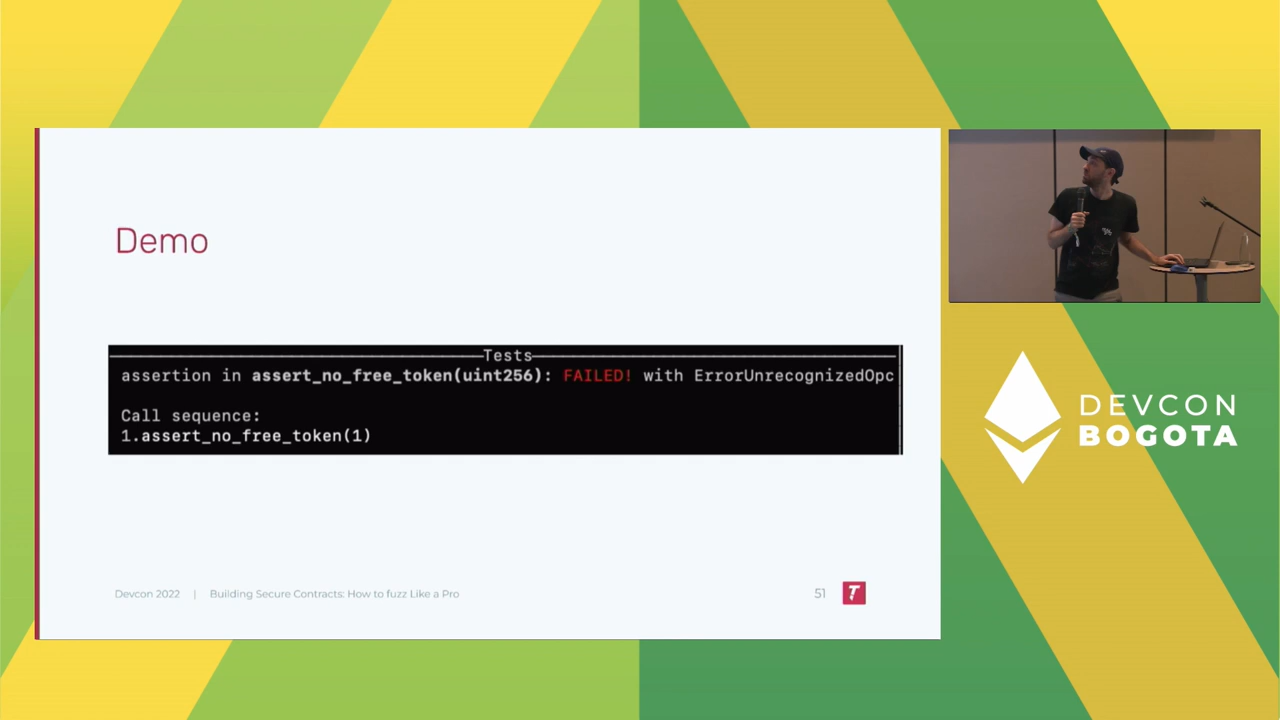 Demo
Tests
assertion in assert_no_free_token(uint256): FAILED! with ErrorUnrecognizedOpc
Call sequence:
1.assert_no_free_token(1)
Devcon 2022 | Building Secure Contracts: How to fuzz Like a Pro 51 T
DEVCON
BOGOTA